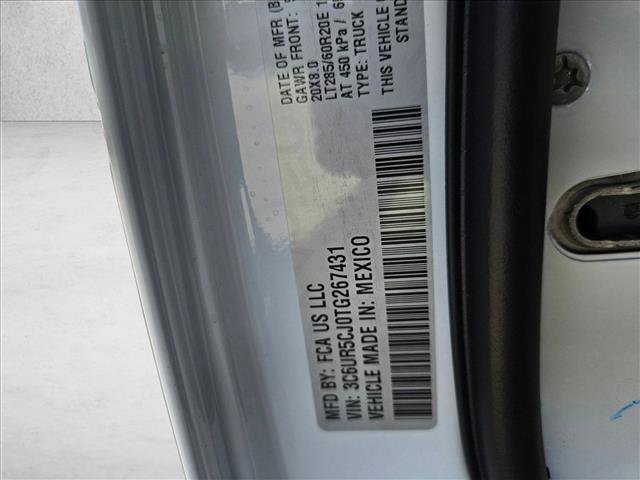 MFD BY: FCA US LLC
DATE OF MFR
GAWR FRONT:
20X8.0
LT285/60R20E
AT 450 kPa /
TYPE: TRUCK
THIS VEHICLE
STAND
VIN: 3C6UR5CJ0TG267431
VEHICLE MADE IN: MEXICO